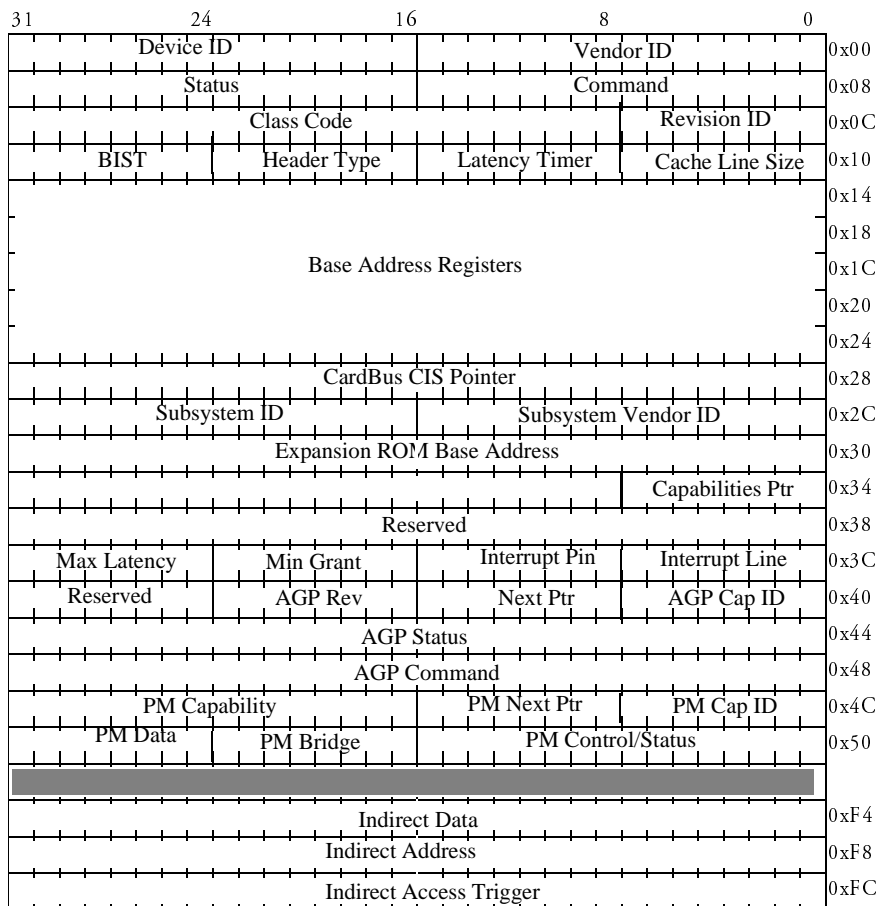 31 24 16 8 0
Device ID Vendor ID 0x00
Status Command 0x08
Class Code Revision ID 0x0C
BIST Header Type Latency Timer Cache Line Size 0x10
0x14
0x18
Base Address Registers 0x1C
0x20
0x24
CardBus CIS Pointer 0x28
Subsystem ID Subsystem Vendor ID 0x2C
Expansion ROM Base Address 0x30
Capabilities Ptr 0x34
Reserved 0x38
Max Latency Min Grant Interrupt Pin Interrupt Line 0x3C
Reserved AGP Rev Next Ptr AGP Cap ID 0x40
AGP Status 0x44
AGP Command 0x48
PM Capability PM Next Ptr PM Cap ID 0x4C
PM Data PM Bridge PM Control/Status 0x50
Indirect Data 0xF4
Indirect Address 0xF8
Indirect Access Trigger 0xFC